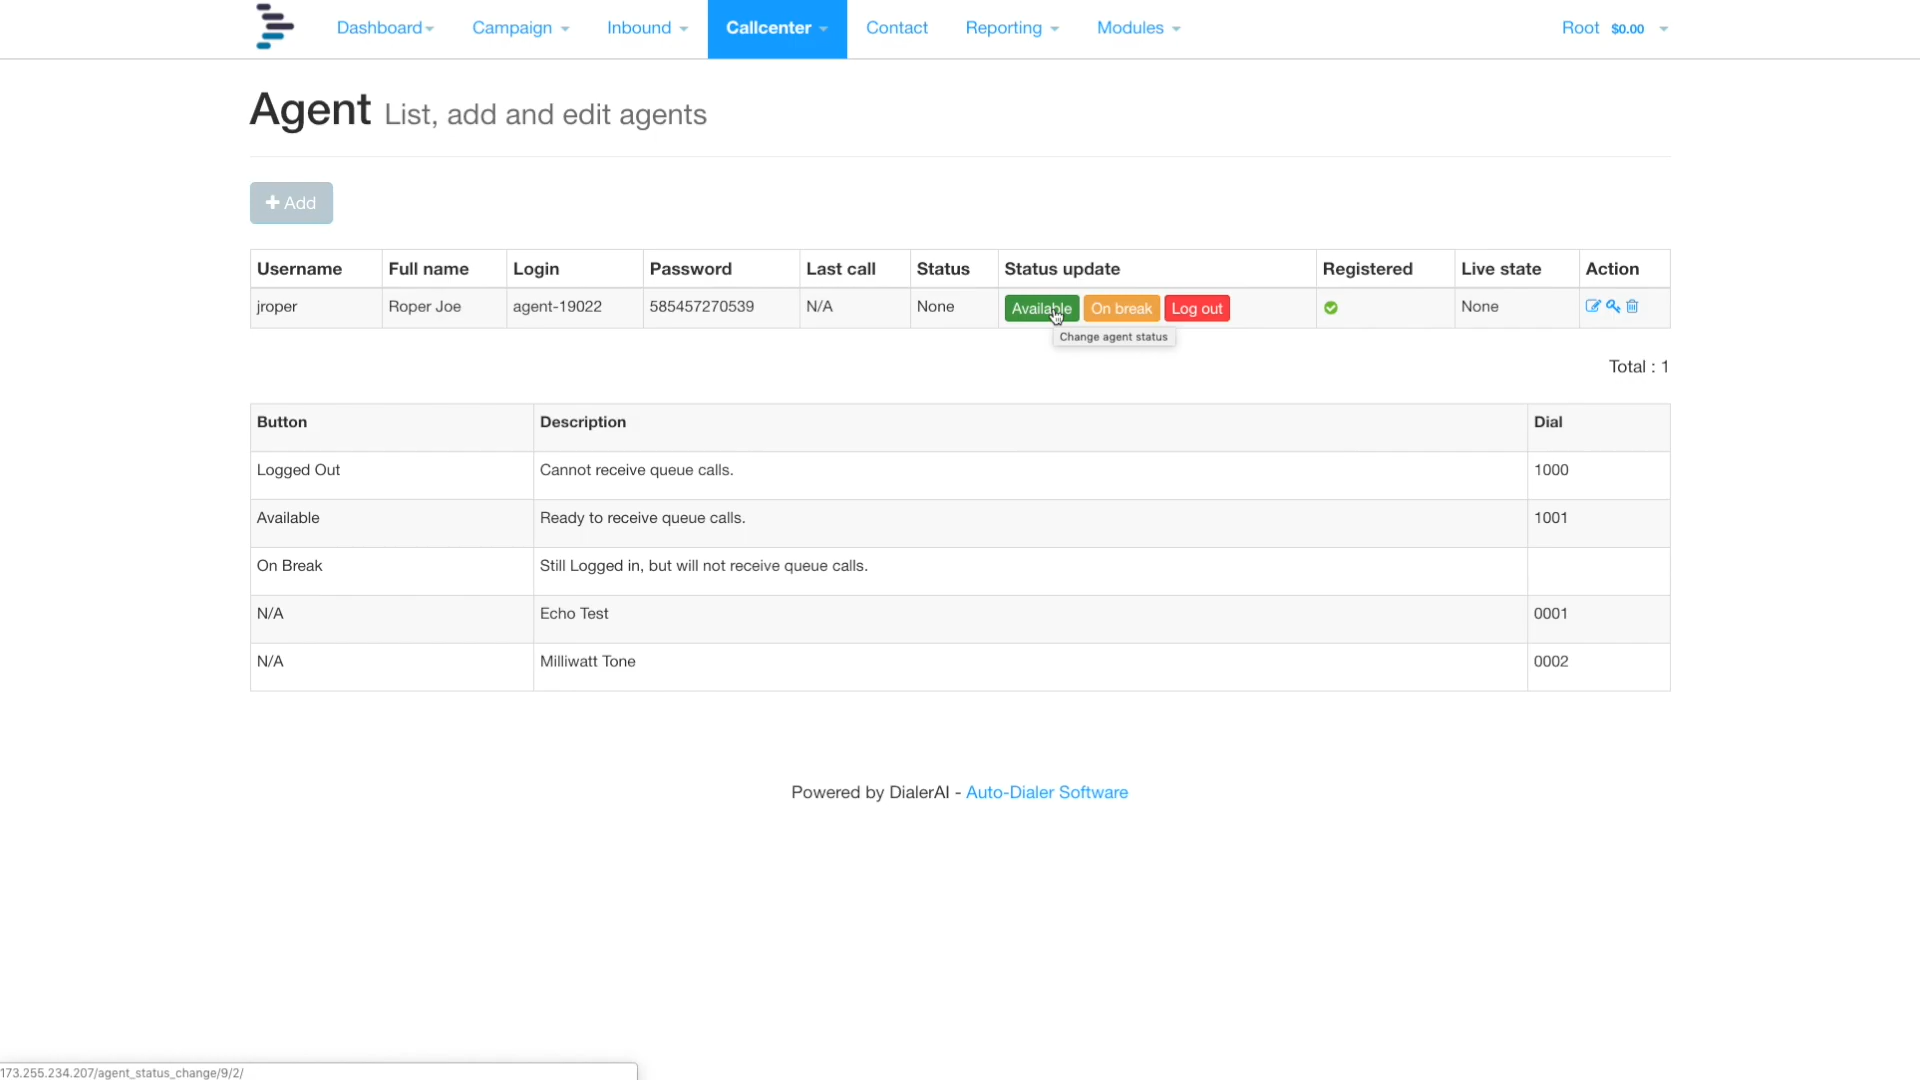 Dashboard Campaign Inbound Callcenter Contact Reporting Modules Root $0.00
Agent List, add and edit agents
Add
Username Full name Login Password Last call Status Status update Registered Live state Action
jroper Roper Joe agent-19022 585457270539 N/A None Available On break Log out None
Change agent status
Total : 1
Button Description Dial
Logged Out Cannot receive queue calls. 1000
Available Ready to receive queue calls. 1001
On Break Still Logged in, but will not receive queue calls.
N/A Echo Test 0001
N/A Milliwatt Tone 0002
Powered by DialerAI - Auto-Dialer Software
173.255.234.207/agent_status_change/9/2/